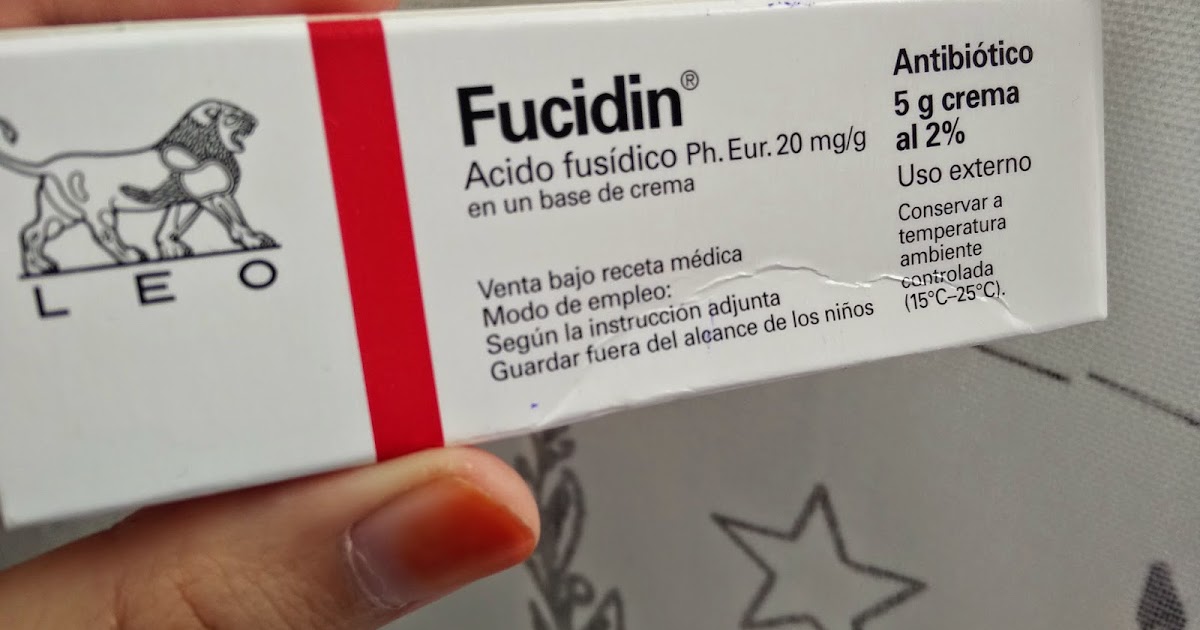 LEO
Fucidin®
Acido fusídico Ph. Eur. 20 mg/g
en un base de crema
Venta bajo receta médica
Modo de empleo:
Según la instrucción adjunta
Guardar fuera del alcance de los niños
Antibiótico
5 g crema
al 2%
Uso externo
Conservar a
temperatura
ambiente
controlada
(15°C–25°C).